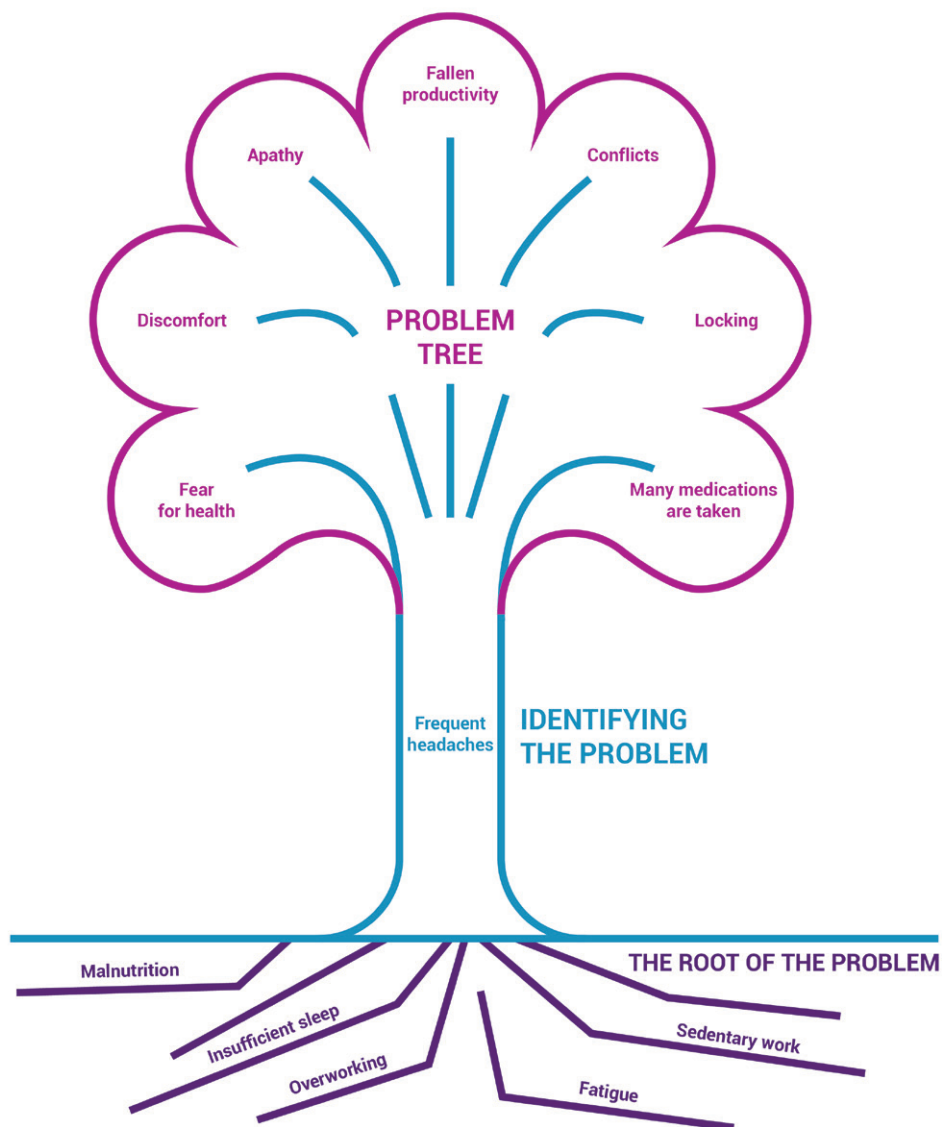 Fallen
productivity
Apathy
Conflicts
PROBLEM
TREE
Discomfort
Locking
Fear
for health
Many medications
are taken
Frequent
headaches
IDENTIFYING
THE PROBLEM
THE ROOT OF THE PROBLEM
Malnutrition
Insufficient sleep
Overworking
Fatigue
Sedentary work